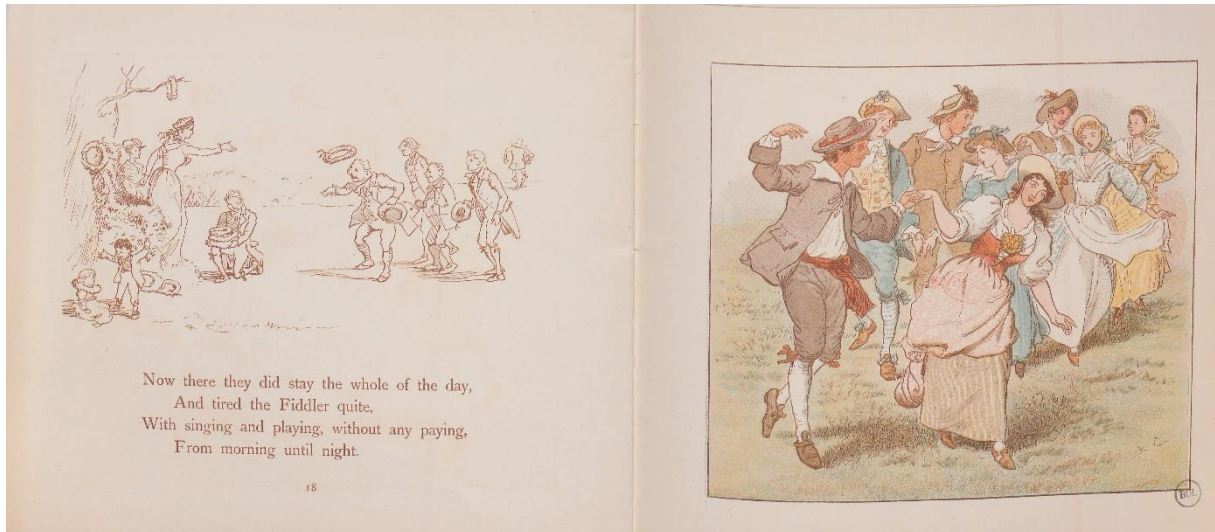 Now there they did stay the whole of the day,
And tired the Fiddler quite,
With singing and playing, without any paying,
From morning until night.
18